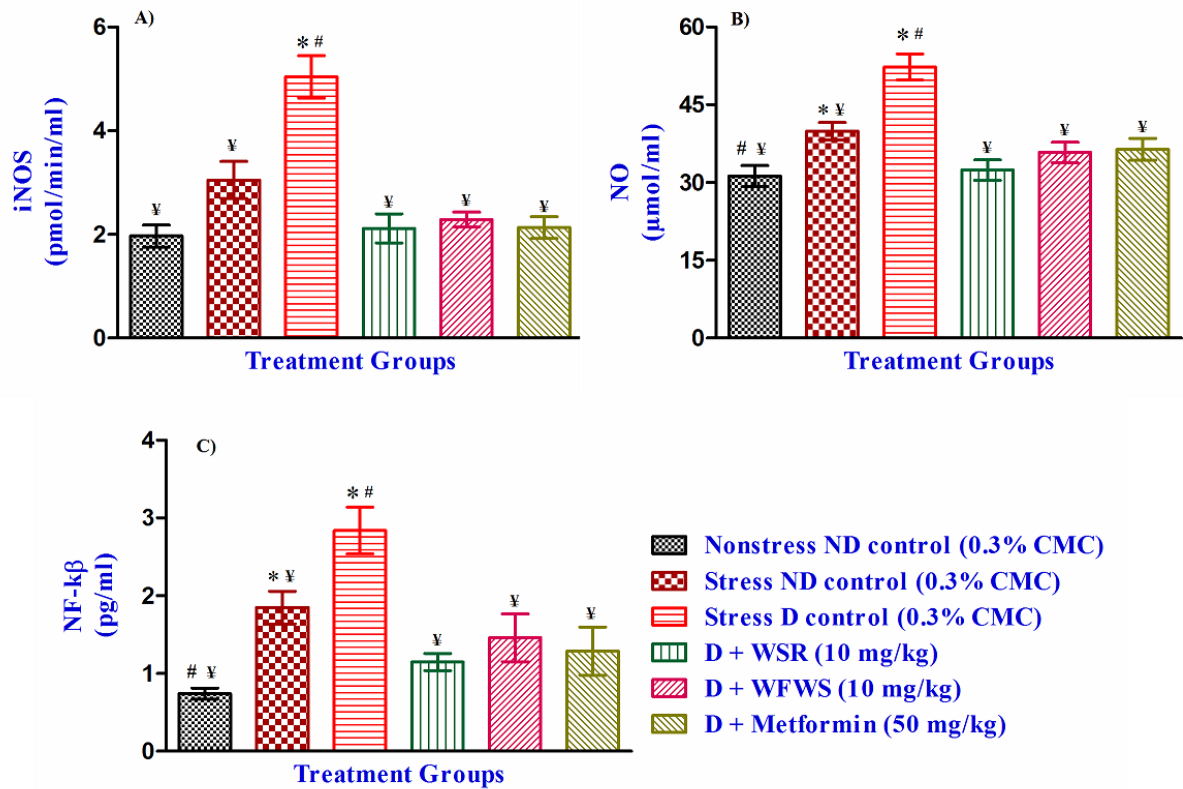 A)
iNOS
(pmol/min/ml)
6
4
2
0
¥
¥
* #
¥
¥
¥
Treatment Groups
B)
NO
(µmol/ml)
60
45
30
15
0
# ¥
* ¥
* #
¥
¥
¥
Treatment Groups
C)
NF-kβ
(pg/ml)
4
3
2
1
0
# ¥
* ¥
* #
¥
¥
¥
Treatment Groups
Nonstress ND control (0.3% CMC)
Stress ND control (0.3% CMC)
Stress D control (0.3% CMC)
D + WSR (10 mg/kg)
D + WFWS (10 mg/kg)
D + Metformin (50 mg/kg)